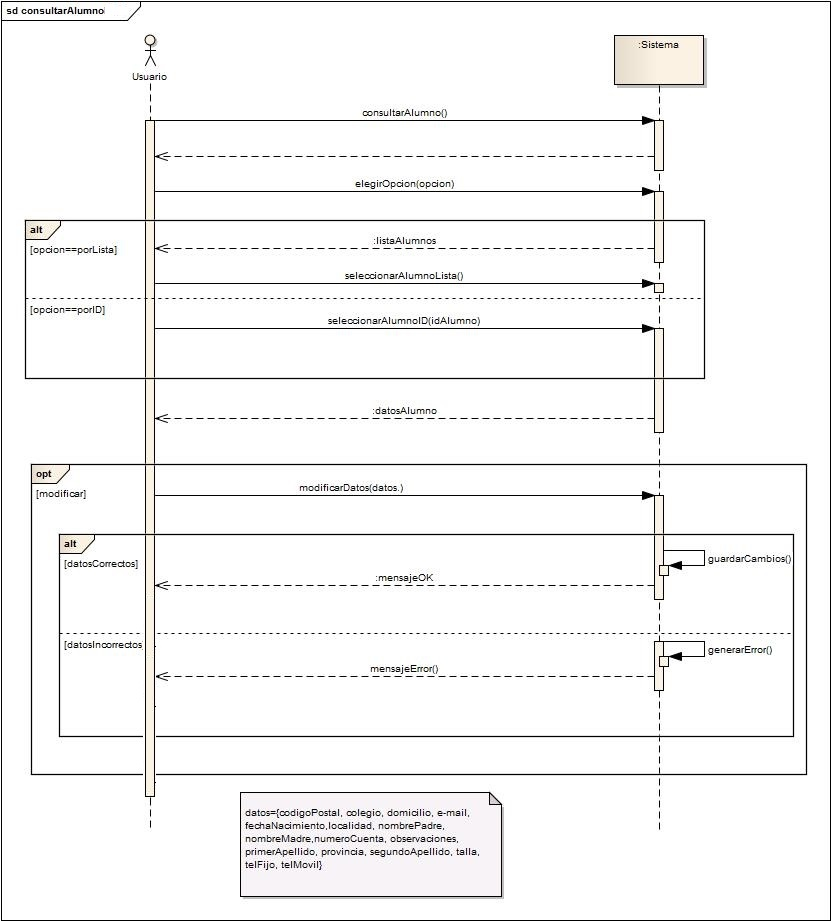 sd consultarAlumno
:Sistema
Usuario
consultarAlumno()
elegirOpcion(opcion)
alt
:listaAlumnos
[opcion==porLista]
seleccionarAlumnoLista()
[opcion==porID]
seleccionarAlumnoID(idAlumno)
:datosAlumno
opt
modificarDatos(datos.)
[modificar]
alt
guardarCambios()
[datosCorrectos]
:mensajeOK
[datosIncorrectos
generarError()
mensajeError()
datos={codigoPostal, colegio, domicilio, e-mail,
fechaNacimiento,localidad, nombrePadre,
nombreMadre,numeroCuenta, observaciones,
primerApellido, provincia, segundoApellido, talla,
telFijo, telMovil}